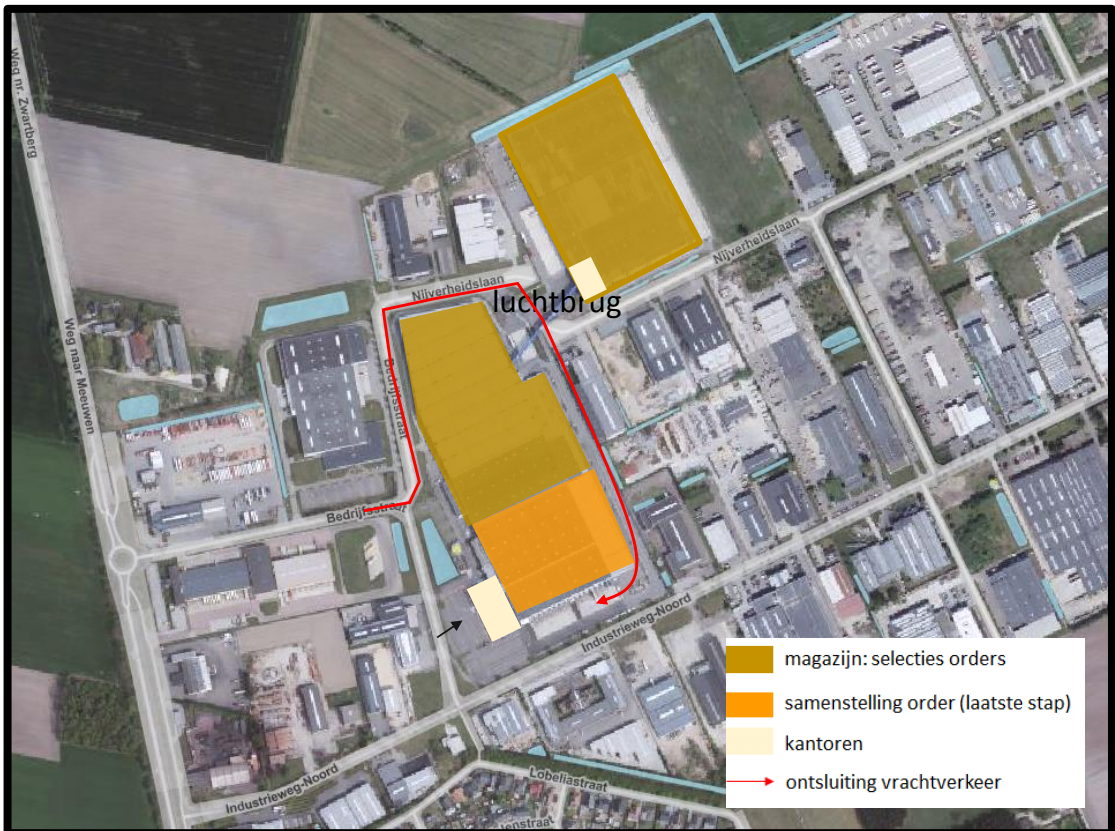 Weg nr. Zwartberg
Nijverheidslaan
Nijverheidslaan
luchtbrug
Weg naar Meeuwen
Bedrijfsstraat
Bedrijfsstraat
Industrieweg-Noord
magazijn: selecties orders
samenstelling order (laatste stap)
kantoren
ontsluiting vrachtverkeer
Industrieweg-Noord
Lobeliastraat